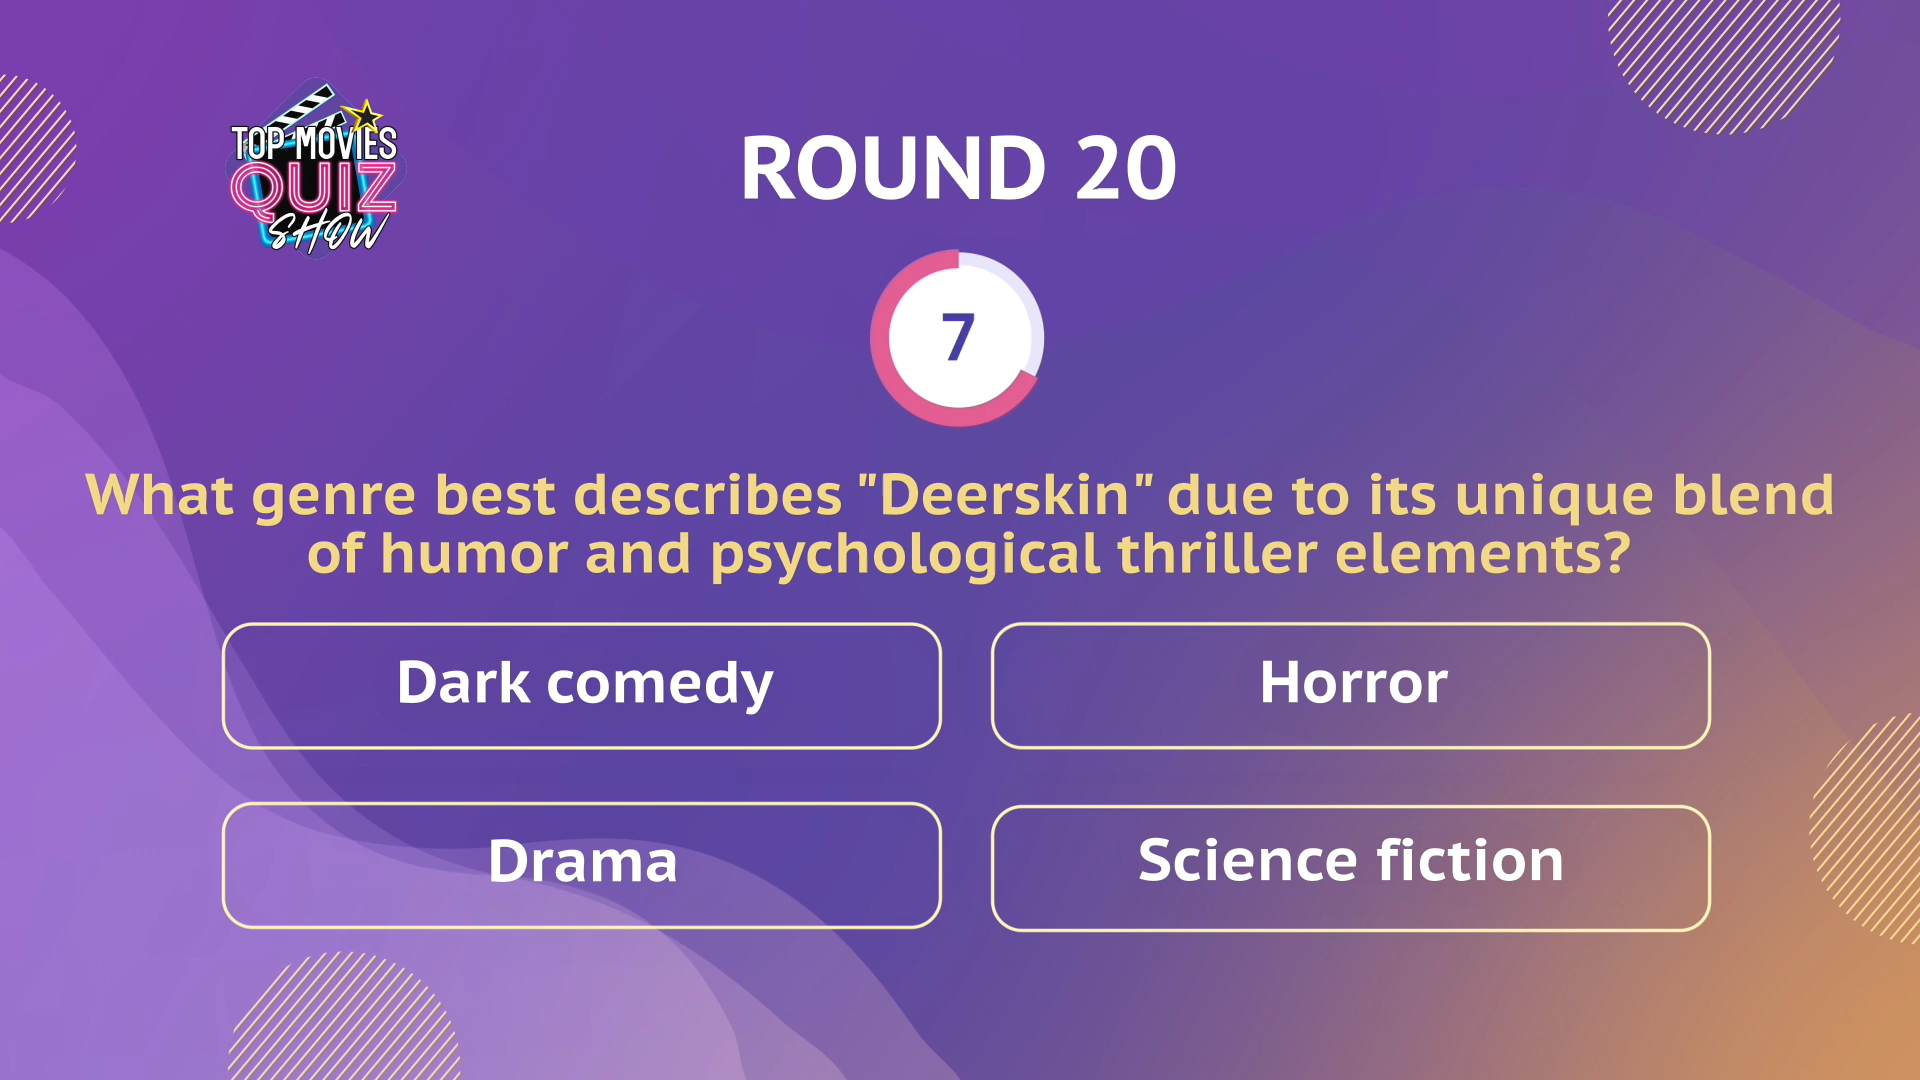 TOP MOVIES
QUIZ
SHOW
ROUND 20
7
What genre best describes "Deerskin" due to its unique blend
of humor and psychological thriller elements?
Dark comedy
Horror
Drama
Science fiction